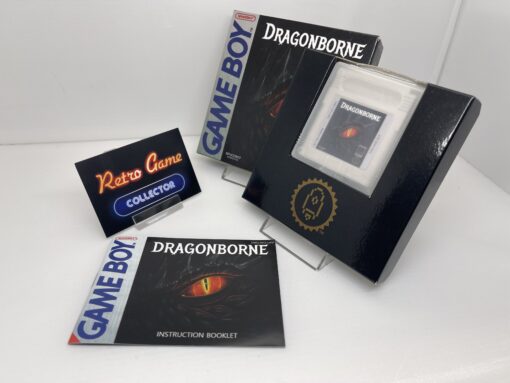 DRAGONBORNE
GAME BOY
DRAGONBORNE
Retro Game
COLLECTOR
DRAGONBORNE
GAME BOY
INSTRUCTION BOOKLET